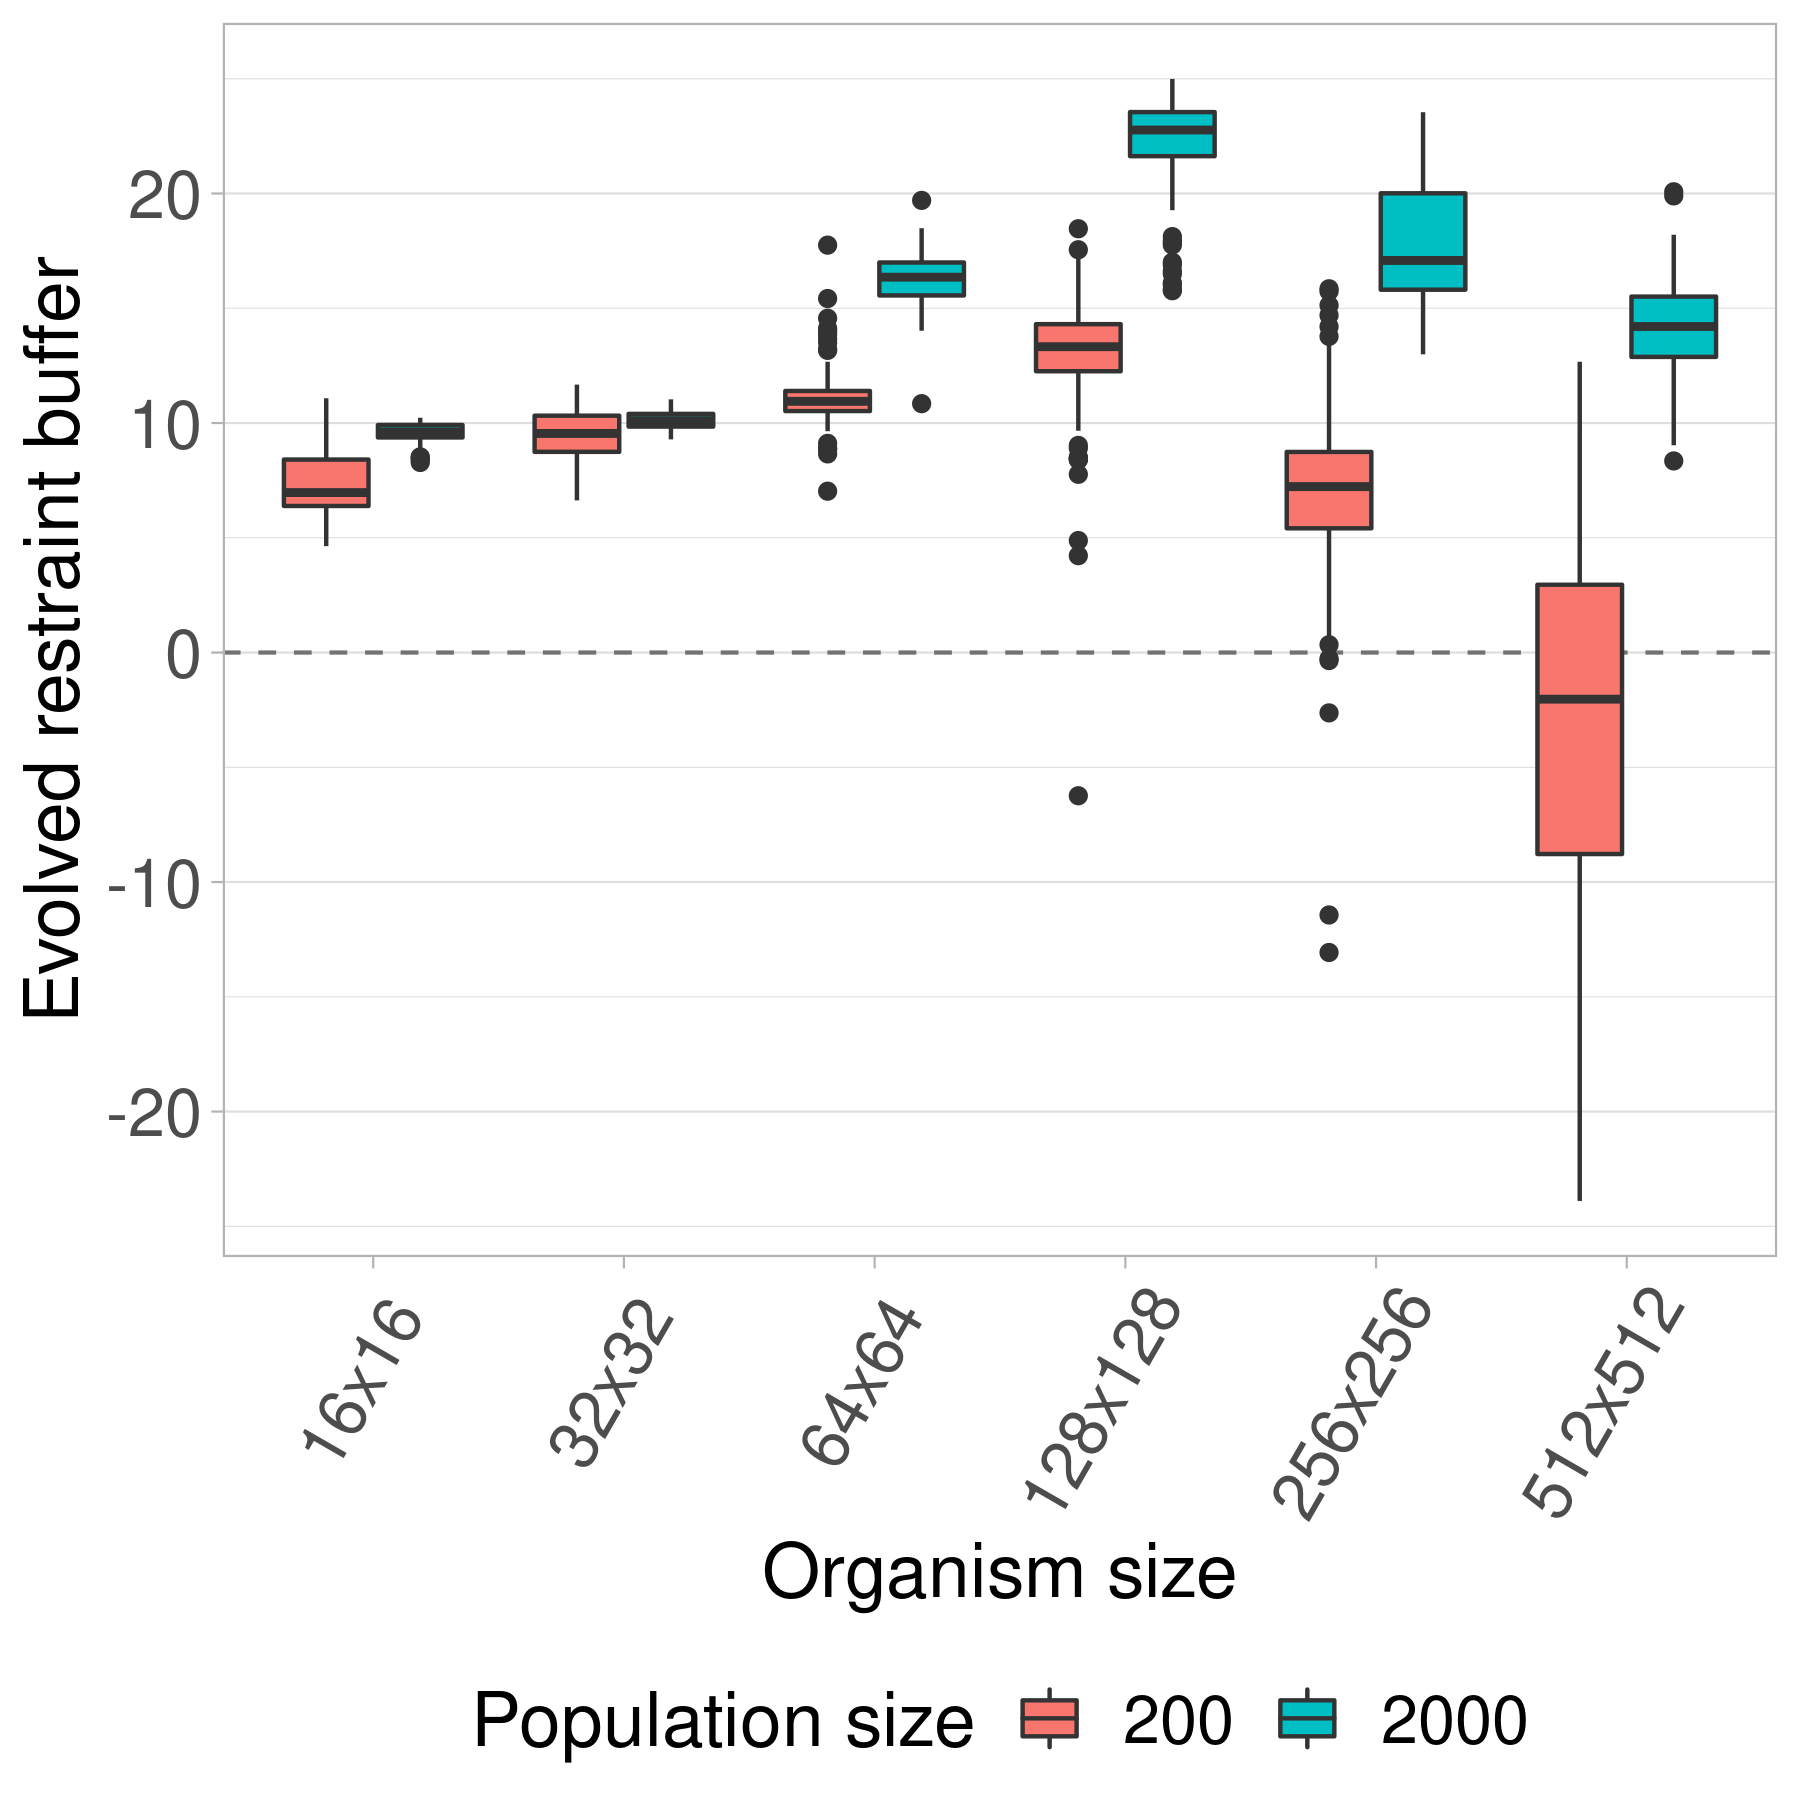 Evolved restraint buffer
20
10
0
-10
-20
16x16
32x32
64x64
128x128
256x256
512x512
Organism size
Population size 200 2000